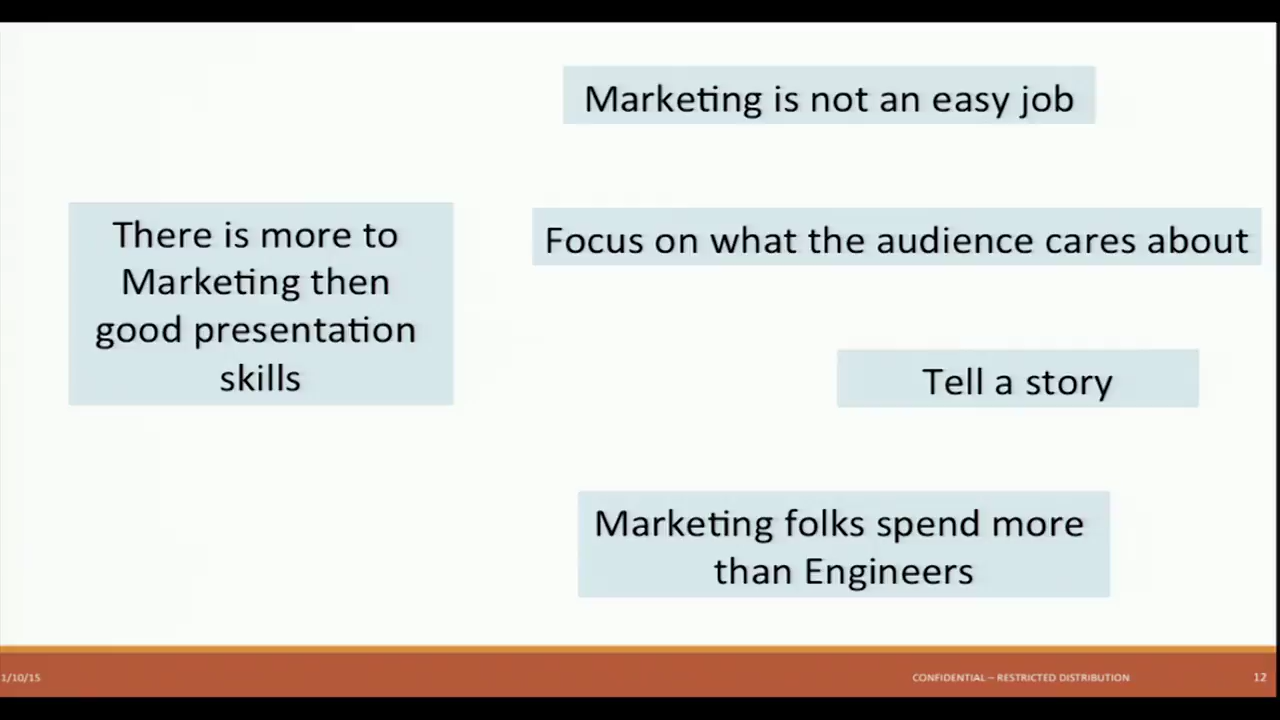 Marketing is not an easy job
There is more to
Marketing then
good presentation
skills
Focus on what the audience cares about
Tell a story
Marketing folks spend more
than Engineers
1/10/15
CONFIDENTIAL – RESTRICTED DISTRIBUTION
12